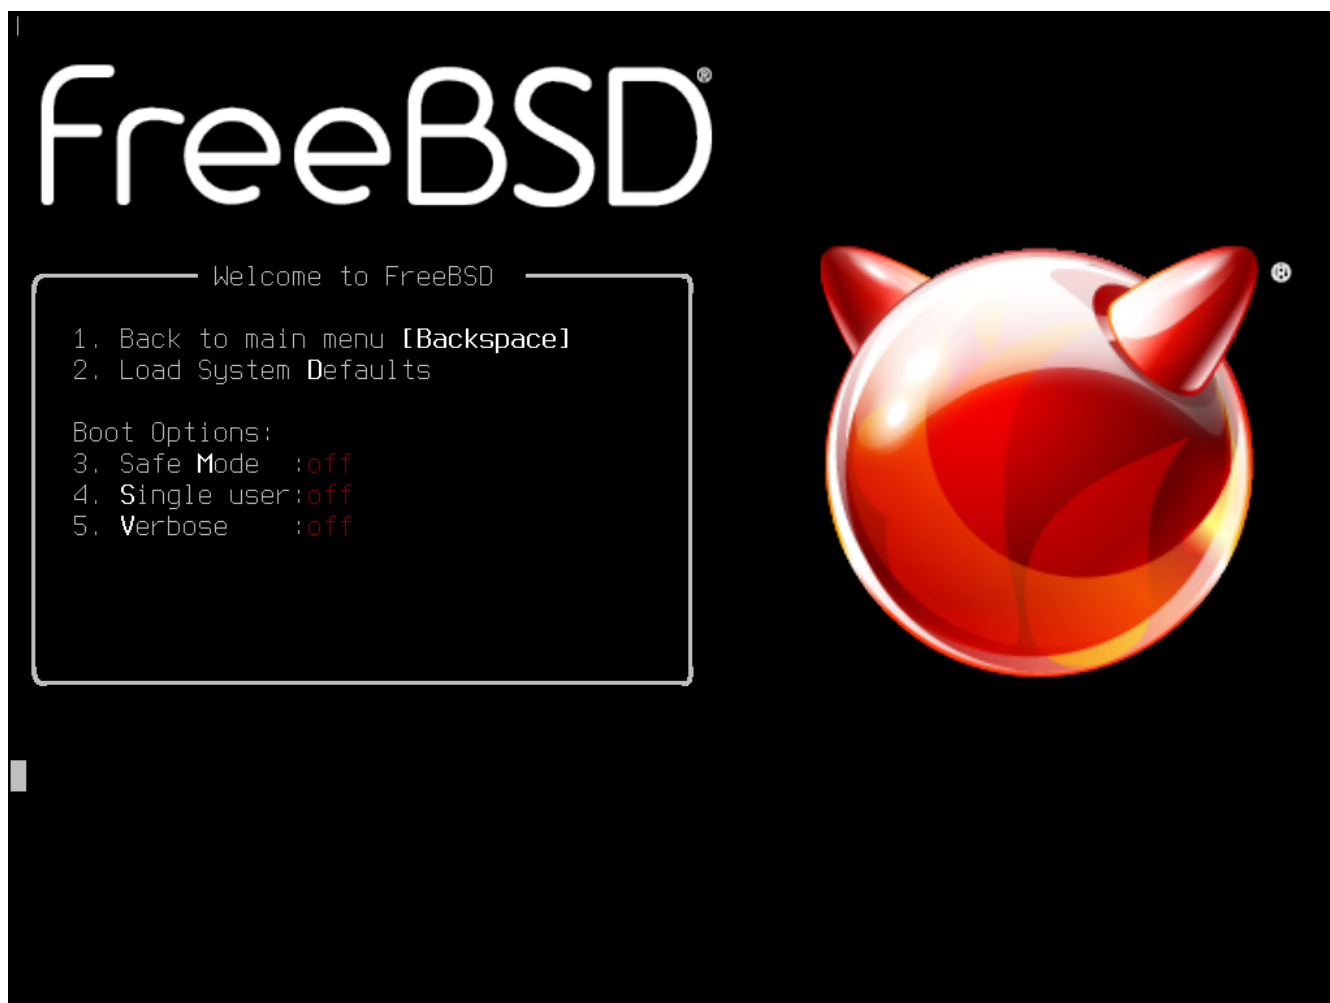 FreeBSD®
Welcome to FreeBSD
®
1. Back to main menu [Backspace]
2. Load System Defaults
Boot Options:
3. Safe Mode  :off
4. Single user:off
5. Verbose    :off